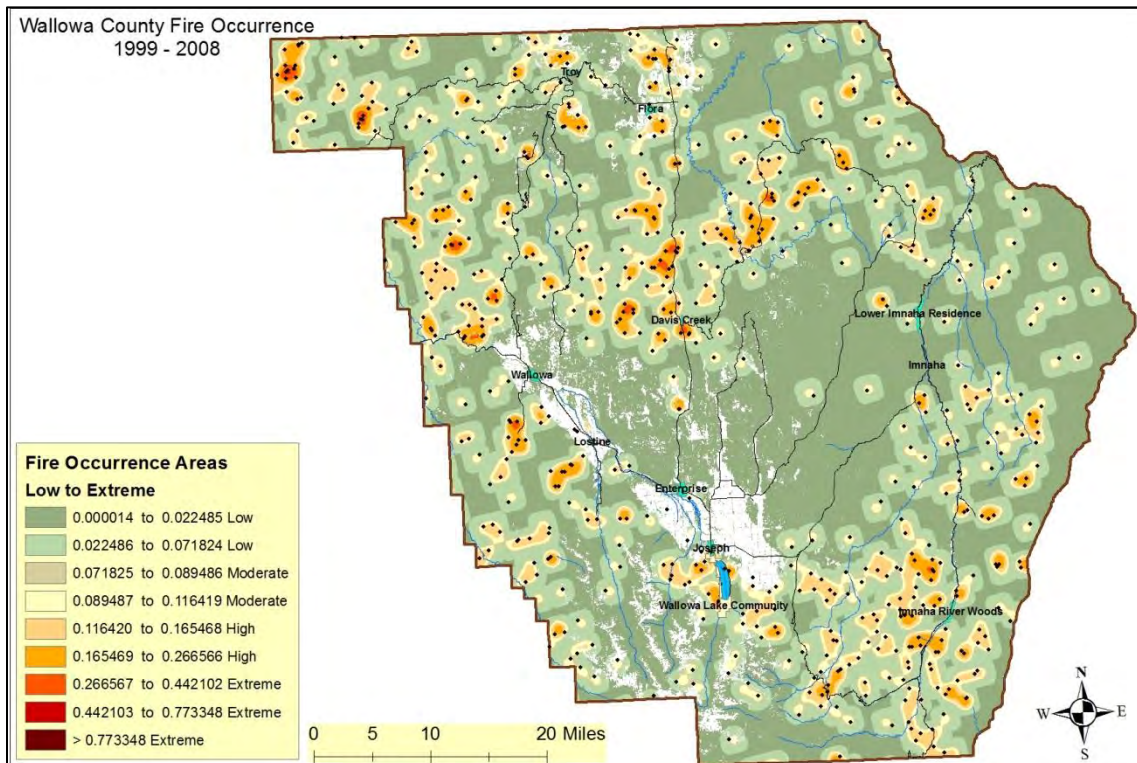 Wallowa County Fire Occurrence
1999 - 2008
Troy
Flora
Davis Creek
Lower Imnaha Residence
Imnaha
Wallowa
Lostine
Enterprise
Joseph
Wallowa Lake Community
Imnaha River Woods
Fire Occurrence Areas
Low to Extreme
0.000014 to 0.022485 Low
0.022486 to 0.071824 Low
0.071825 to 0.089486 Moderate
0.089487 to 0.116419 Moderate
0.116420 to 0.165468 High
0.165469 to 0.266566 High
0.266567 to 0.442102 Extreme
0.442103 to 0.773348 Extreme
> 0.773348 Extreme
0 5 10 20 Miles
N
W E
S